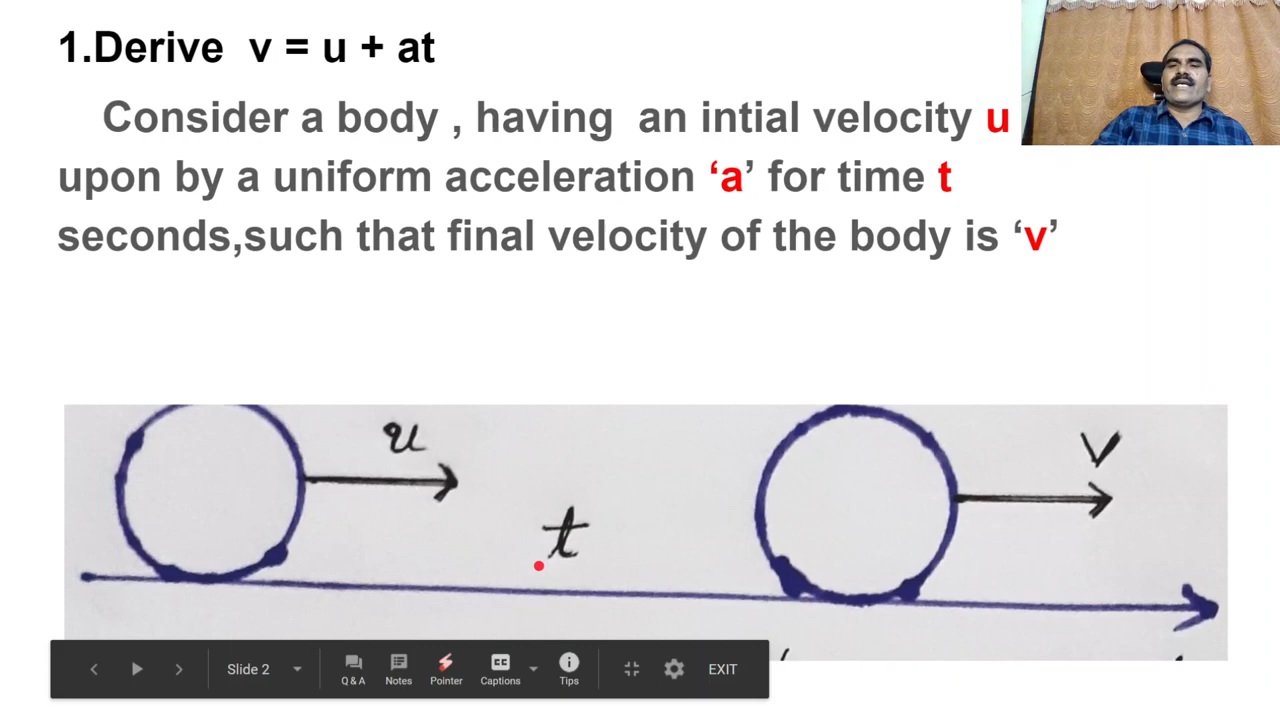 1.Derive v = u + at
Consider a body , having an intial velocity u
upon by a uniform acceleration ‘a’ for time t
seconds,such that final velocity of the body is ‘v’
u
v
t
Slide 2
Q & A
Notes
Pointer
CC
Captions
Tips
EXIT